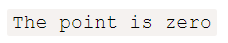 The point is zero